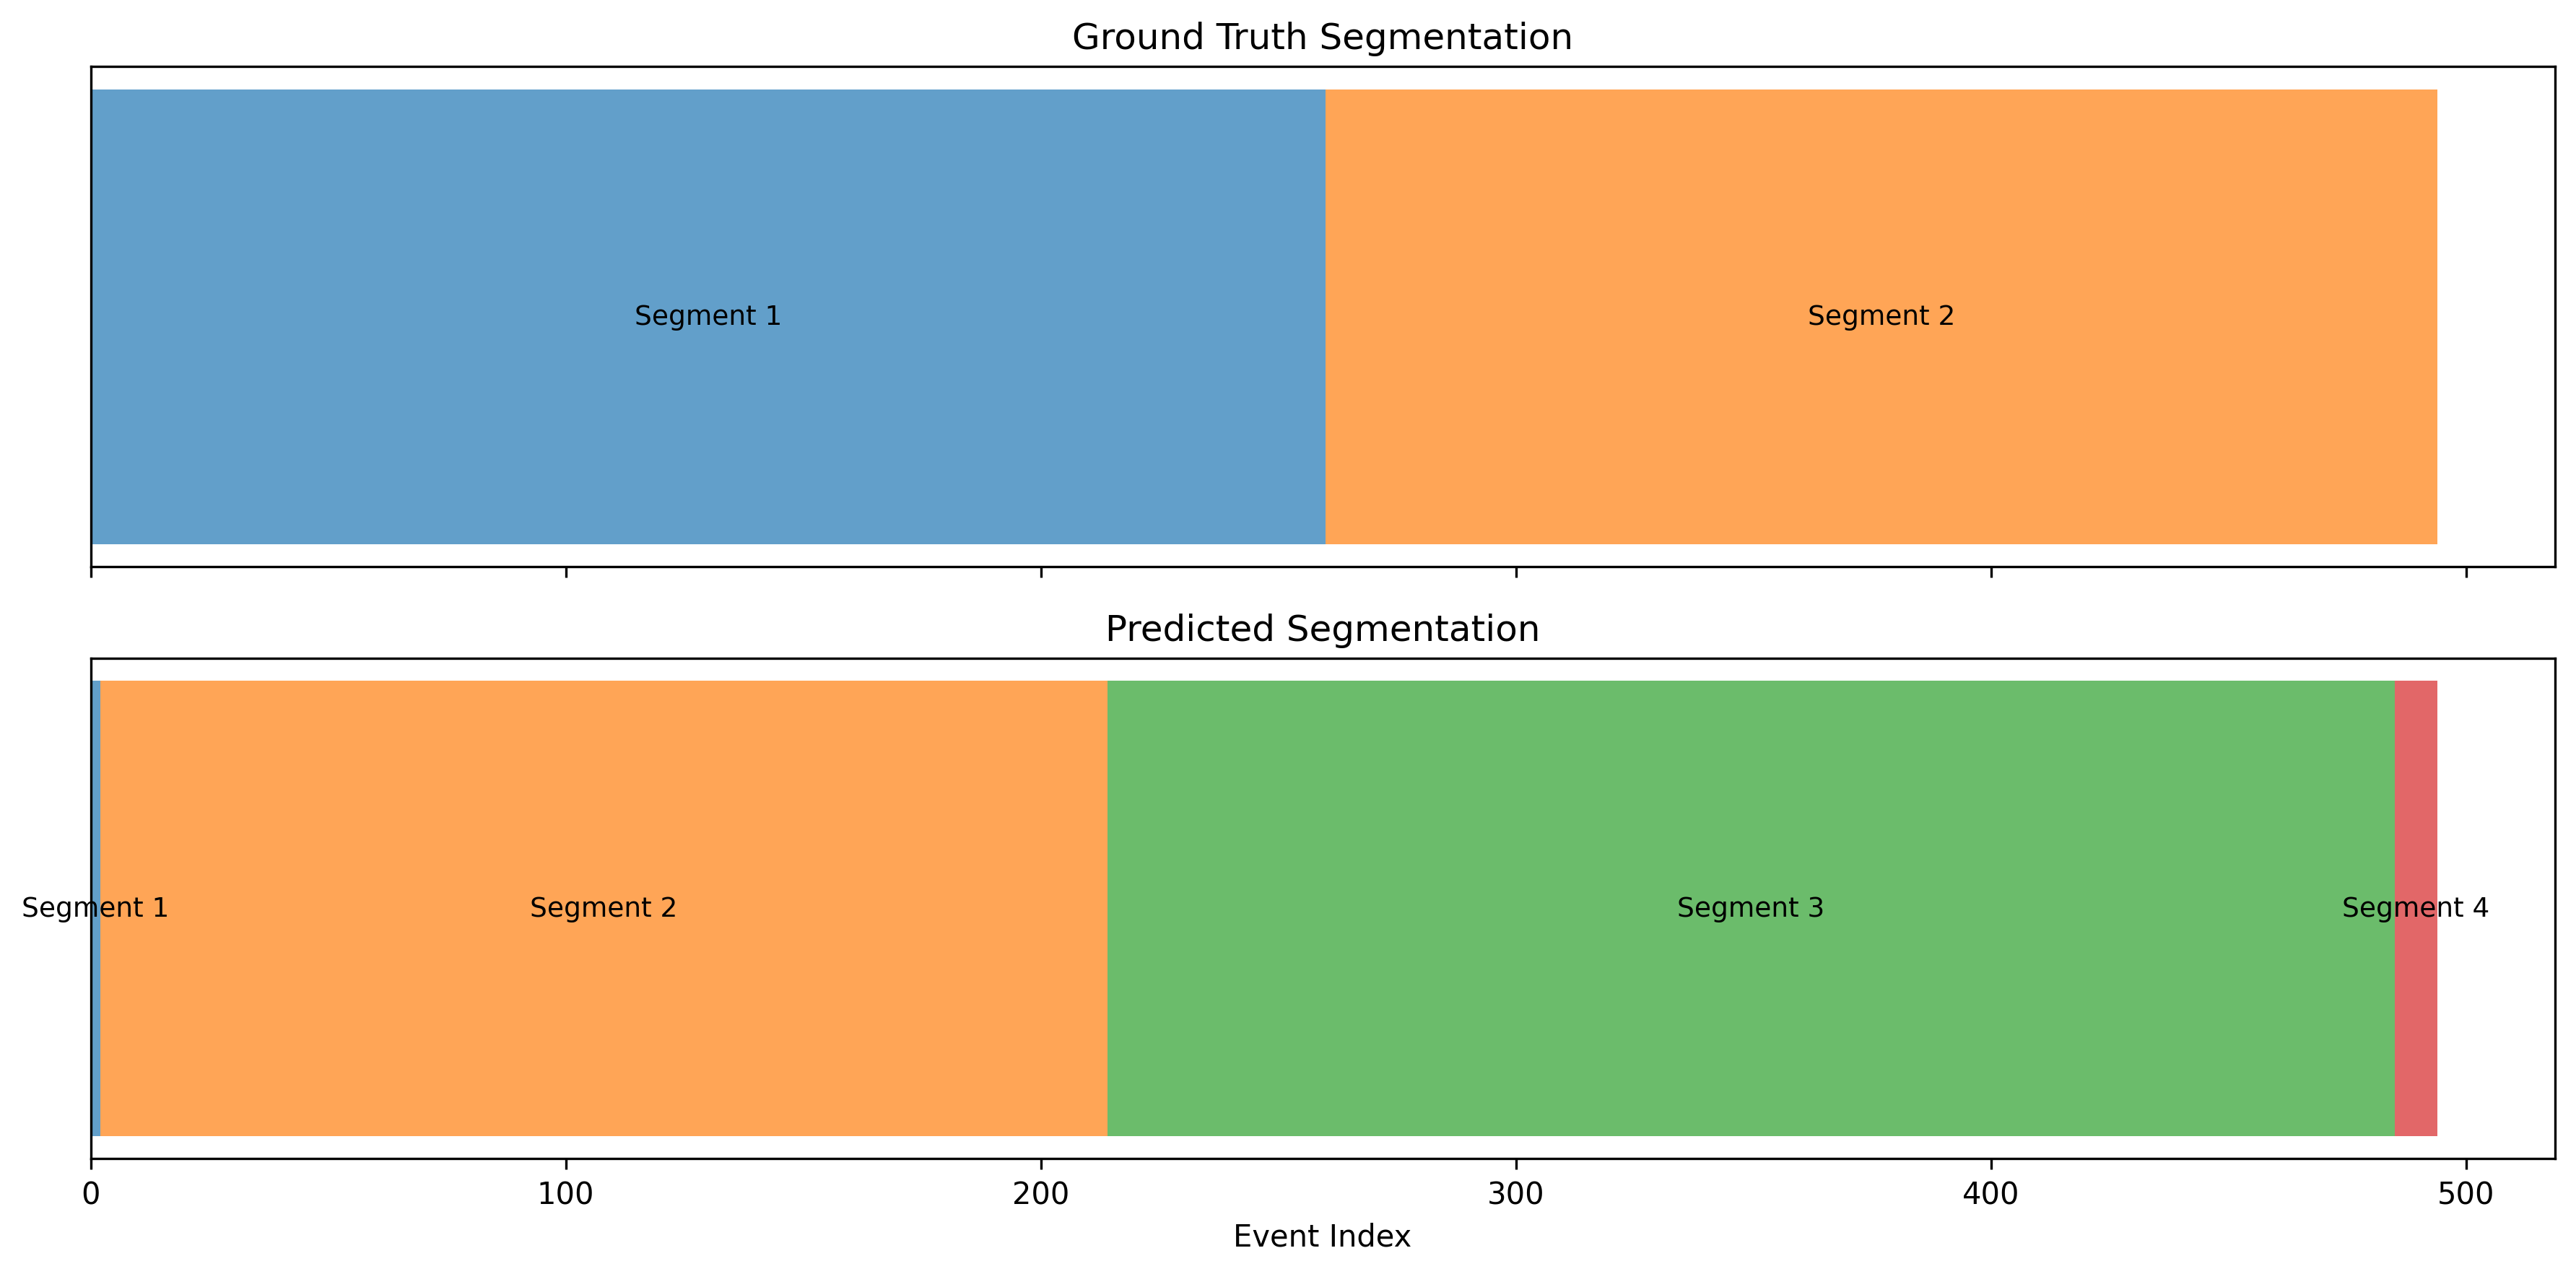 Ground Truth Segmentation
Segment 1 Segment 2
Predicted Segmentation
Segment 1 Segment 2 Segment 3 Segment 4
0 100 200 300 400 500
Event Index